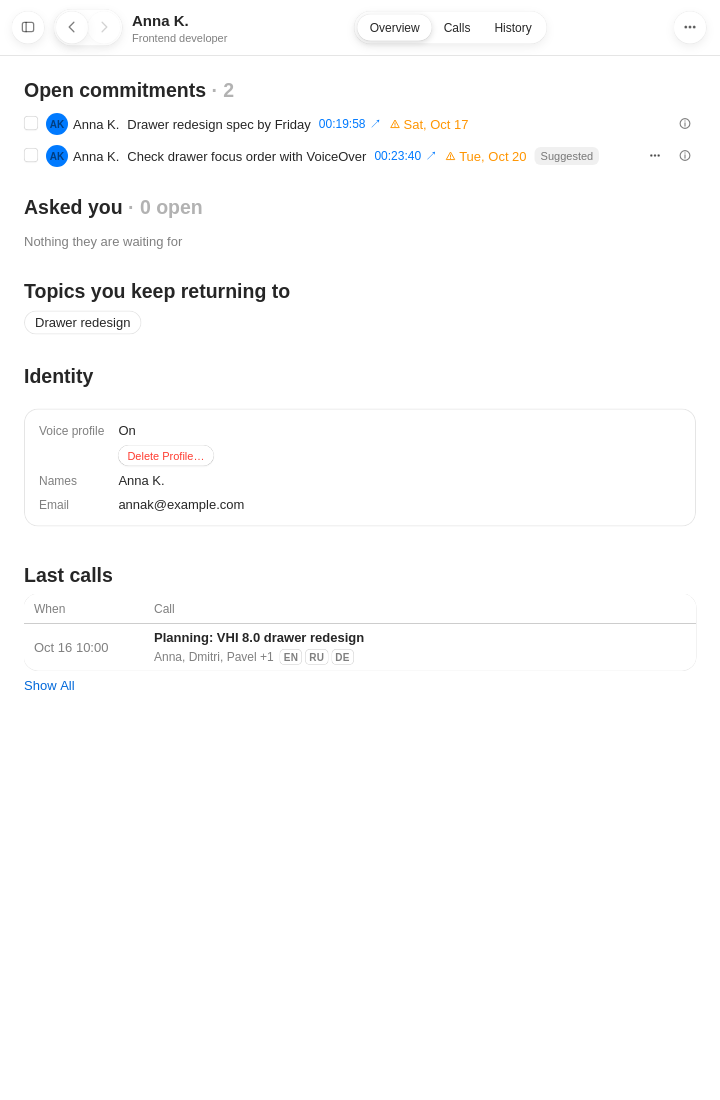 Anna K.
Frontend developer
Overview Calls History
Open commitments · 2
AK Anna K. Drawer redesign spec by Friday 00:19:58 ↗ Sat, Oct 17
AK Anna K. Check drawer focus order with VoiceOver 00:23:40 ↗ Tue, Oct 20 Suggested
Asked you · 0 open
Nothing they are waiting for
Topics you keep returning to
Drawer redesign
Identity
Voice profile On
Delete Profile…
Names Anna K.
Email annak@example.com
Last calls
When Call
Oct 16 10:00 Planning: VHI 8.0 drawer redesign
Anna, Dmitri, Pavel +1 EN RU DE
Show All